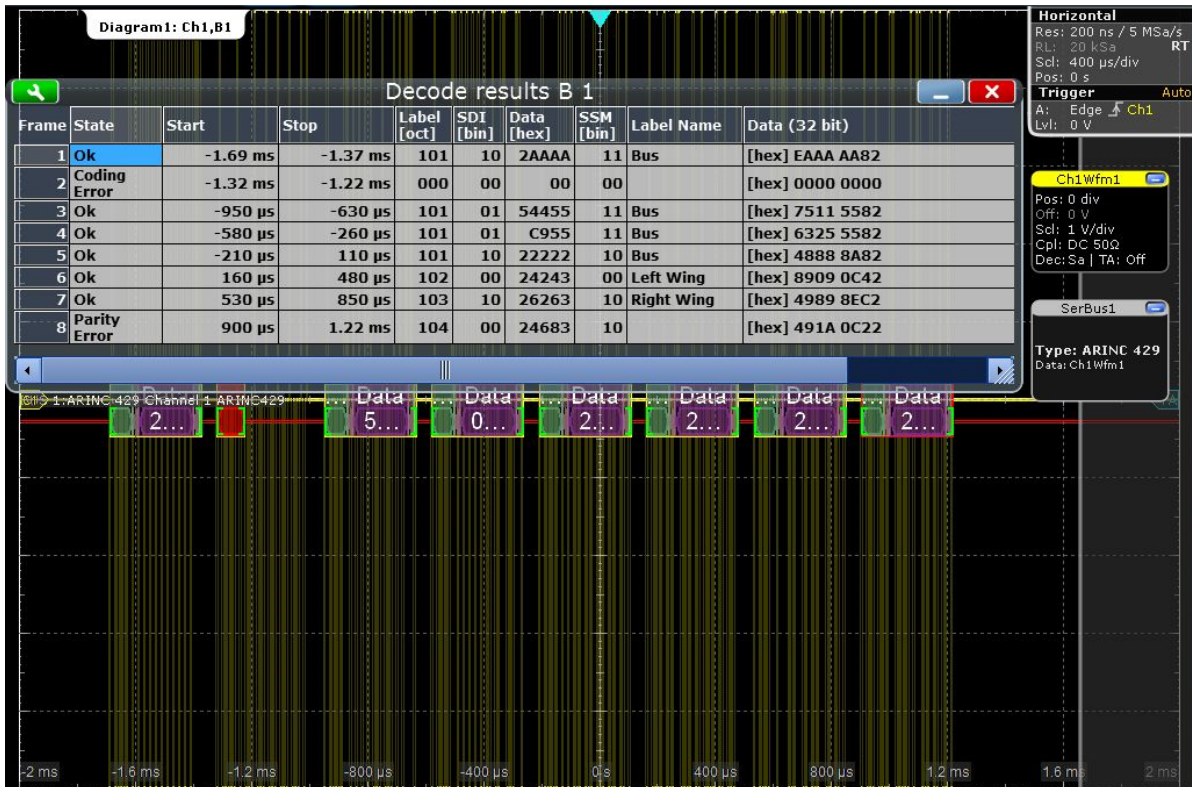 Diagram1: Ch1,B1
Horizontal
Res: 200 ns / 5 MSa/s
RL: 20 kSa RT
Scl: 400 µs/div
Pos: 0 s
Trigger Auto
A: Edge Ch1
Lvl: 0 V
Decode results B 1
Frame State Start Stop Label [oct] SDI [bin] Data [hex] SSM [bin] Label Name Data (32 bit)
1 Ok -1.69 ms -1.37 ms 101 10 2AAAA 11 Bus [hex] EAAA AA82
2 Coding Error -1.32 ms -1.22 ms 000 00 00 00 [hex] 0000 0000
3 Ok -950 µs -630 µs 101 01 54455 11 Bus [hex] 7511 5582
4 Ok -580 µs -260 µs 101 01 C955 11 Bus [hex] 6325 5582
5 Ok -210 µs 110 µs 101 10 22222 10 Bus [hex] 4888 8A82
6 Ok 160 µs 480 µs 102 00 24243 00 Left Wing [hex] 8909 0C42
7 Ok 530 µs 850 µs 103 10 26263 10 Right Wing [hex] 4989 8EC2
8 Parity Error 900 µs 1.22 ms 104 00 24683 10 [hex] 491A 0C22
Ch1Wfm1
Pos: 0 div
Off: 0 V
Scl: 1 V/div
Cpl: DC 50Ω
Dec: Sa | TA: Off
SerBus1
Type: ARINC 429
Data: Ch1Wfm1
Data ... Data ... Data ... Data ... Data ... Data ... Data
1:ARINC 429 Channel 1 ARINC429
2... 5... 0... 2... 2... 2... 2...
-2 ms -1.6 ms -1.2 ms -800 µs -400 µs 0 s 400 µs 800 µs 1.2 ms 1.6 ms 2 ms